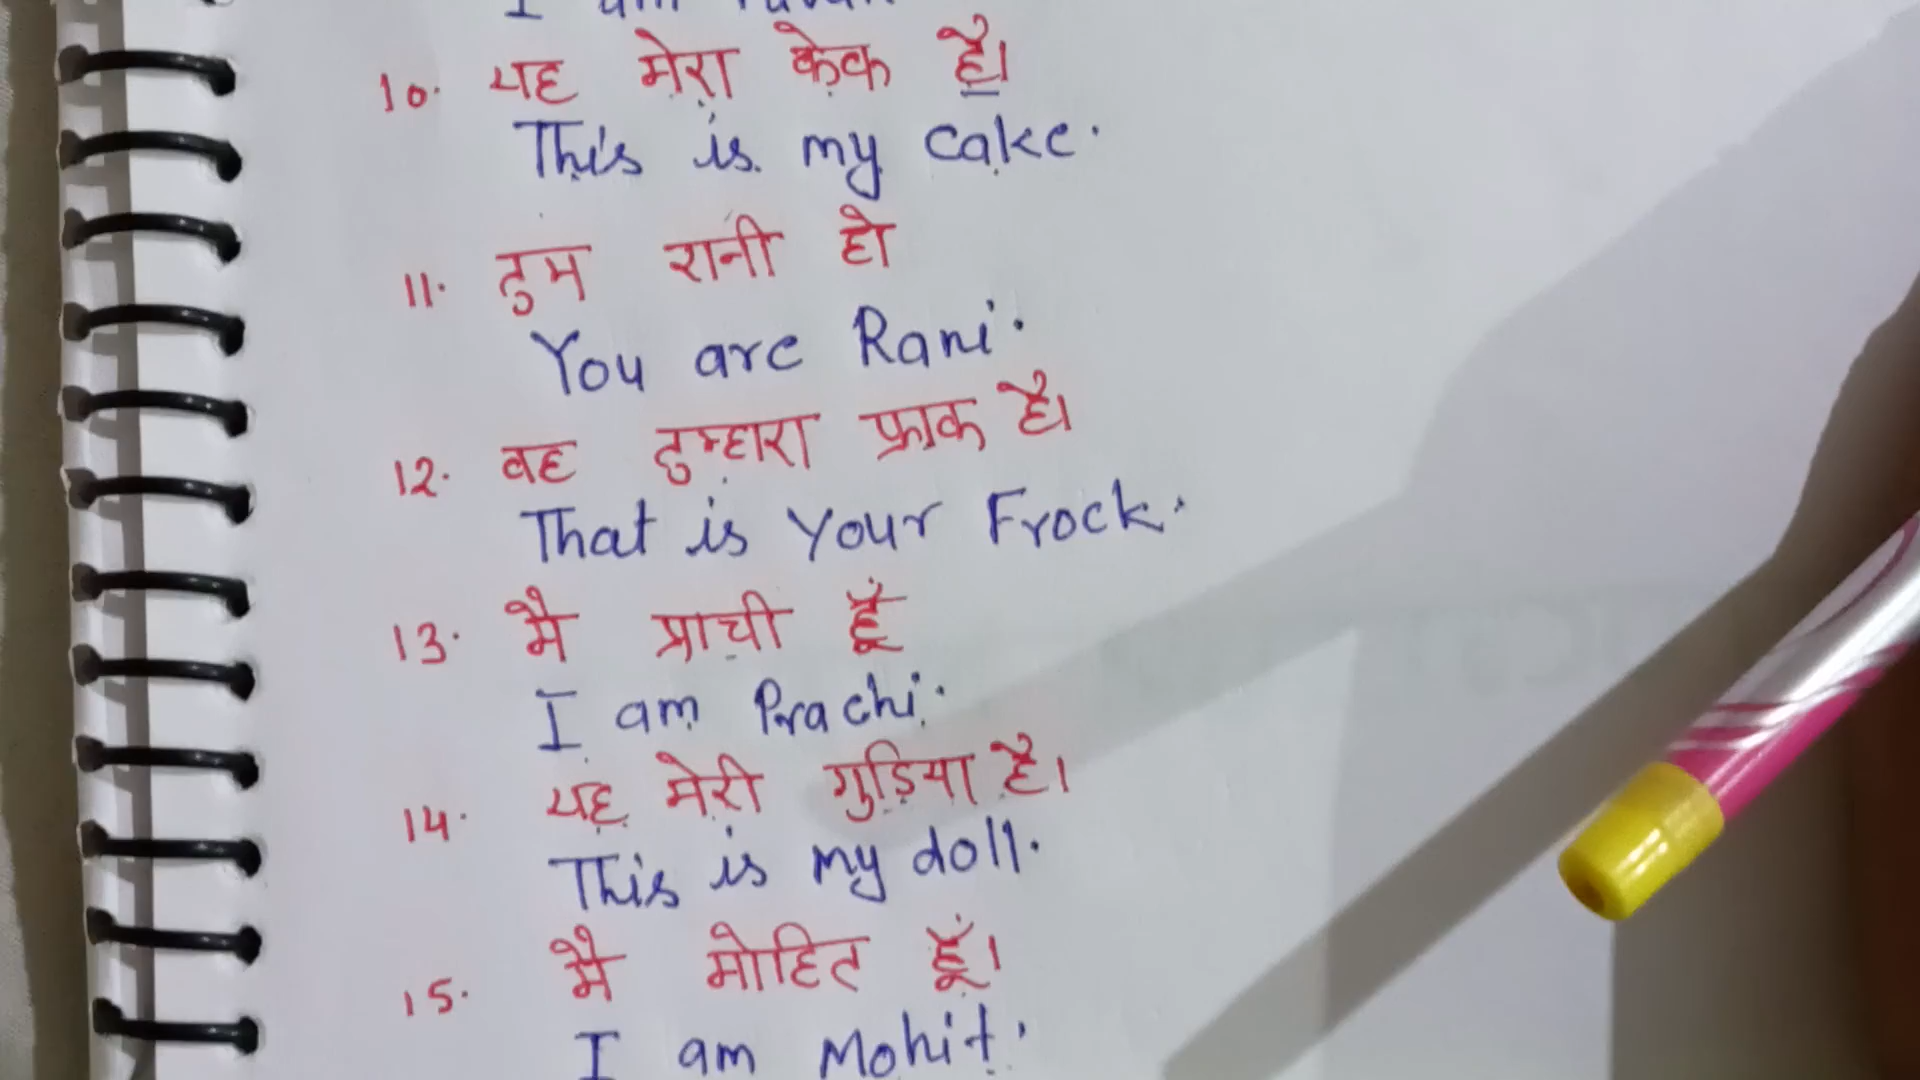 I am
10. यह मेरा केक है।
This is my cake.
11. तुम रानी हो
You are Rani.
12. वह तुम्हारा फ्राक है।
That is Your Frock.
13. मै प्राची हूँ
I am Prachi.
14. यह मेरी गुड़िया है।
This is my doll.
15. मै मोहित हूँ।
I am Mohit.